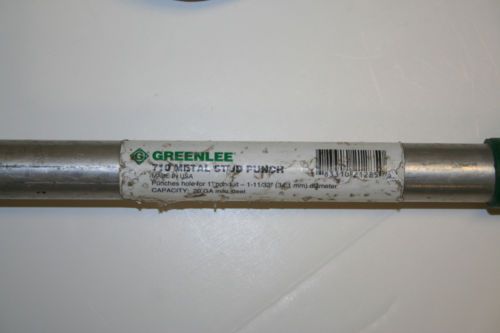 G GREENLEE
710 METAL STUD PUNCH
MADE IN USA
Punches hole for 1" conduit – 1-11/32" (34.1 mm) diameter
CAPACITY: 20 GA mild steel